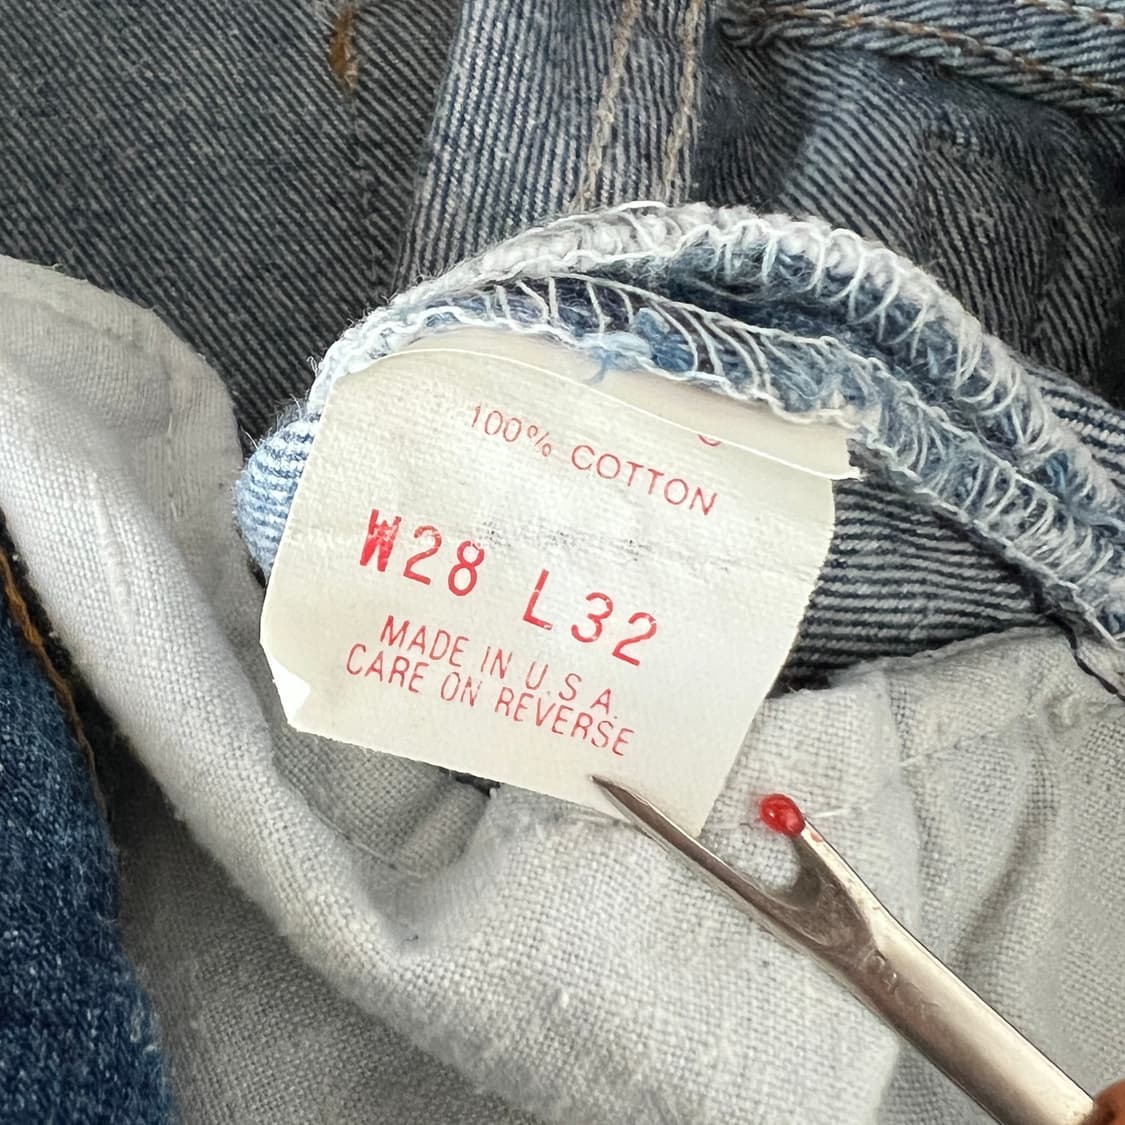 100% COTTON
W28 L32
MADE IN U.S.A.
CARE ON REVERSE